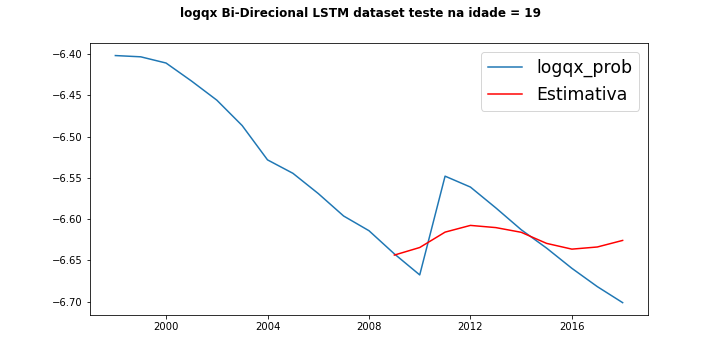 logqx Bi-Direcional LSTM dataset teste na idade = 19
logqx_prob
Estimativa
−6.40
−6.45
−6.50
−6.55
−6.60
−6.65
−6.70
2000 2004 2008 2012 2016